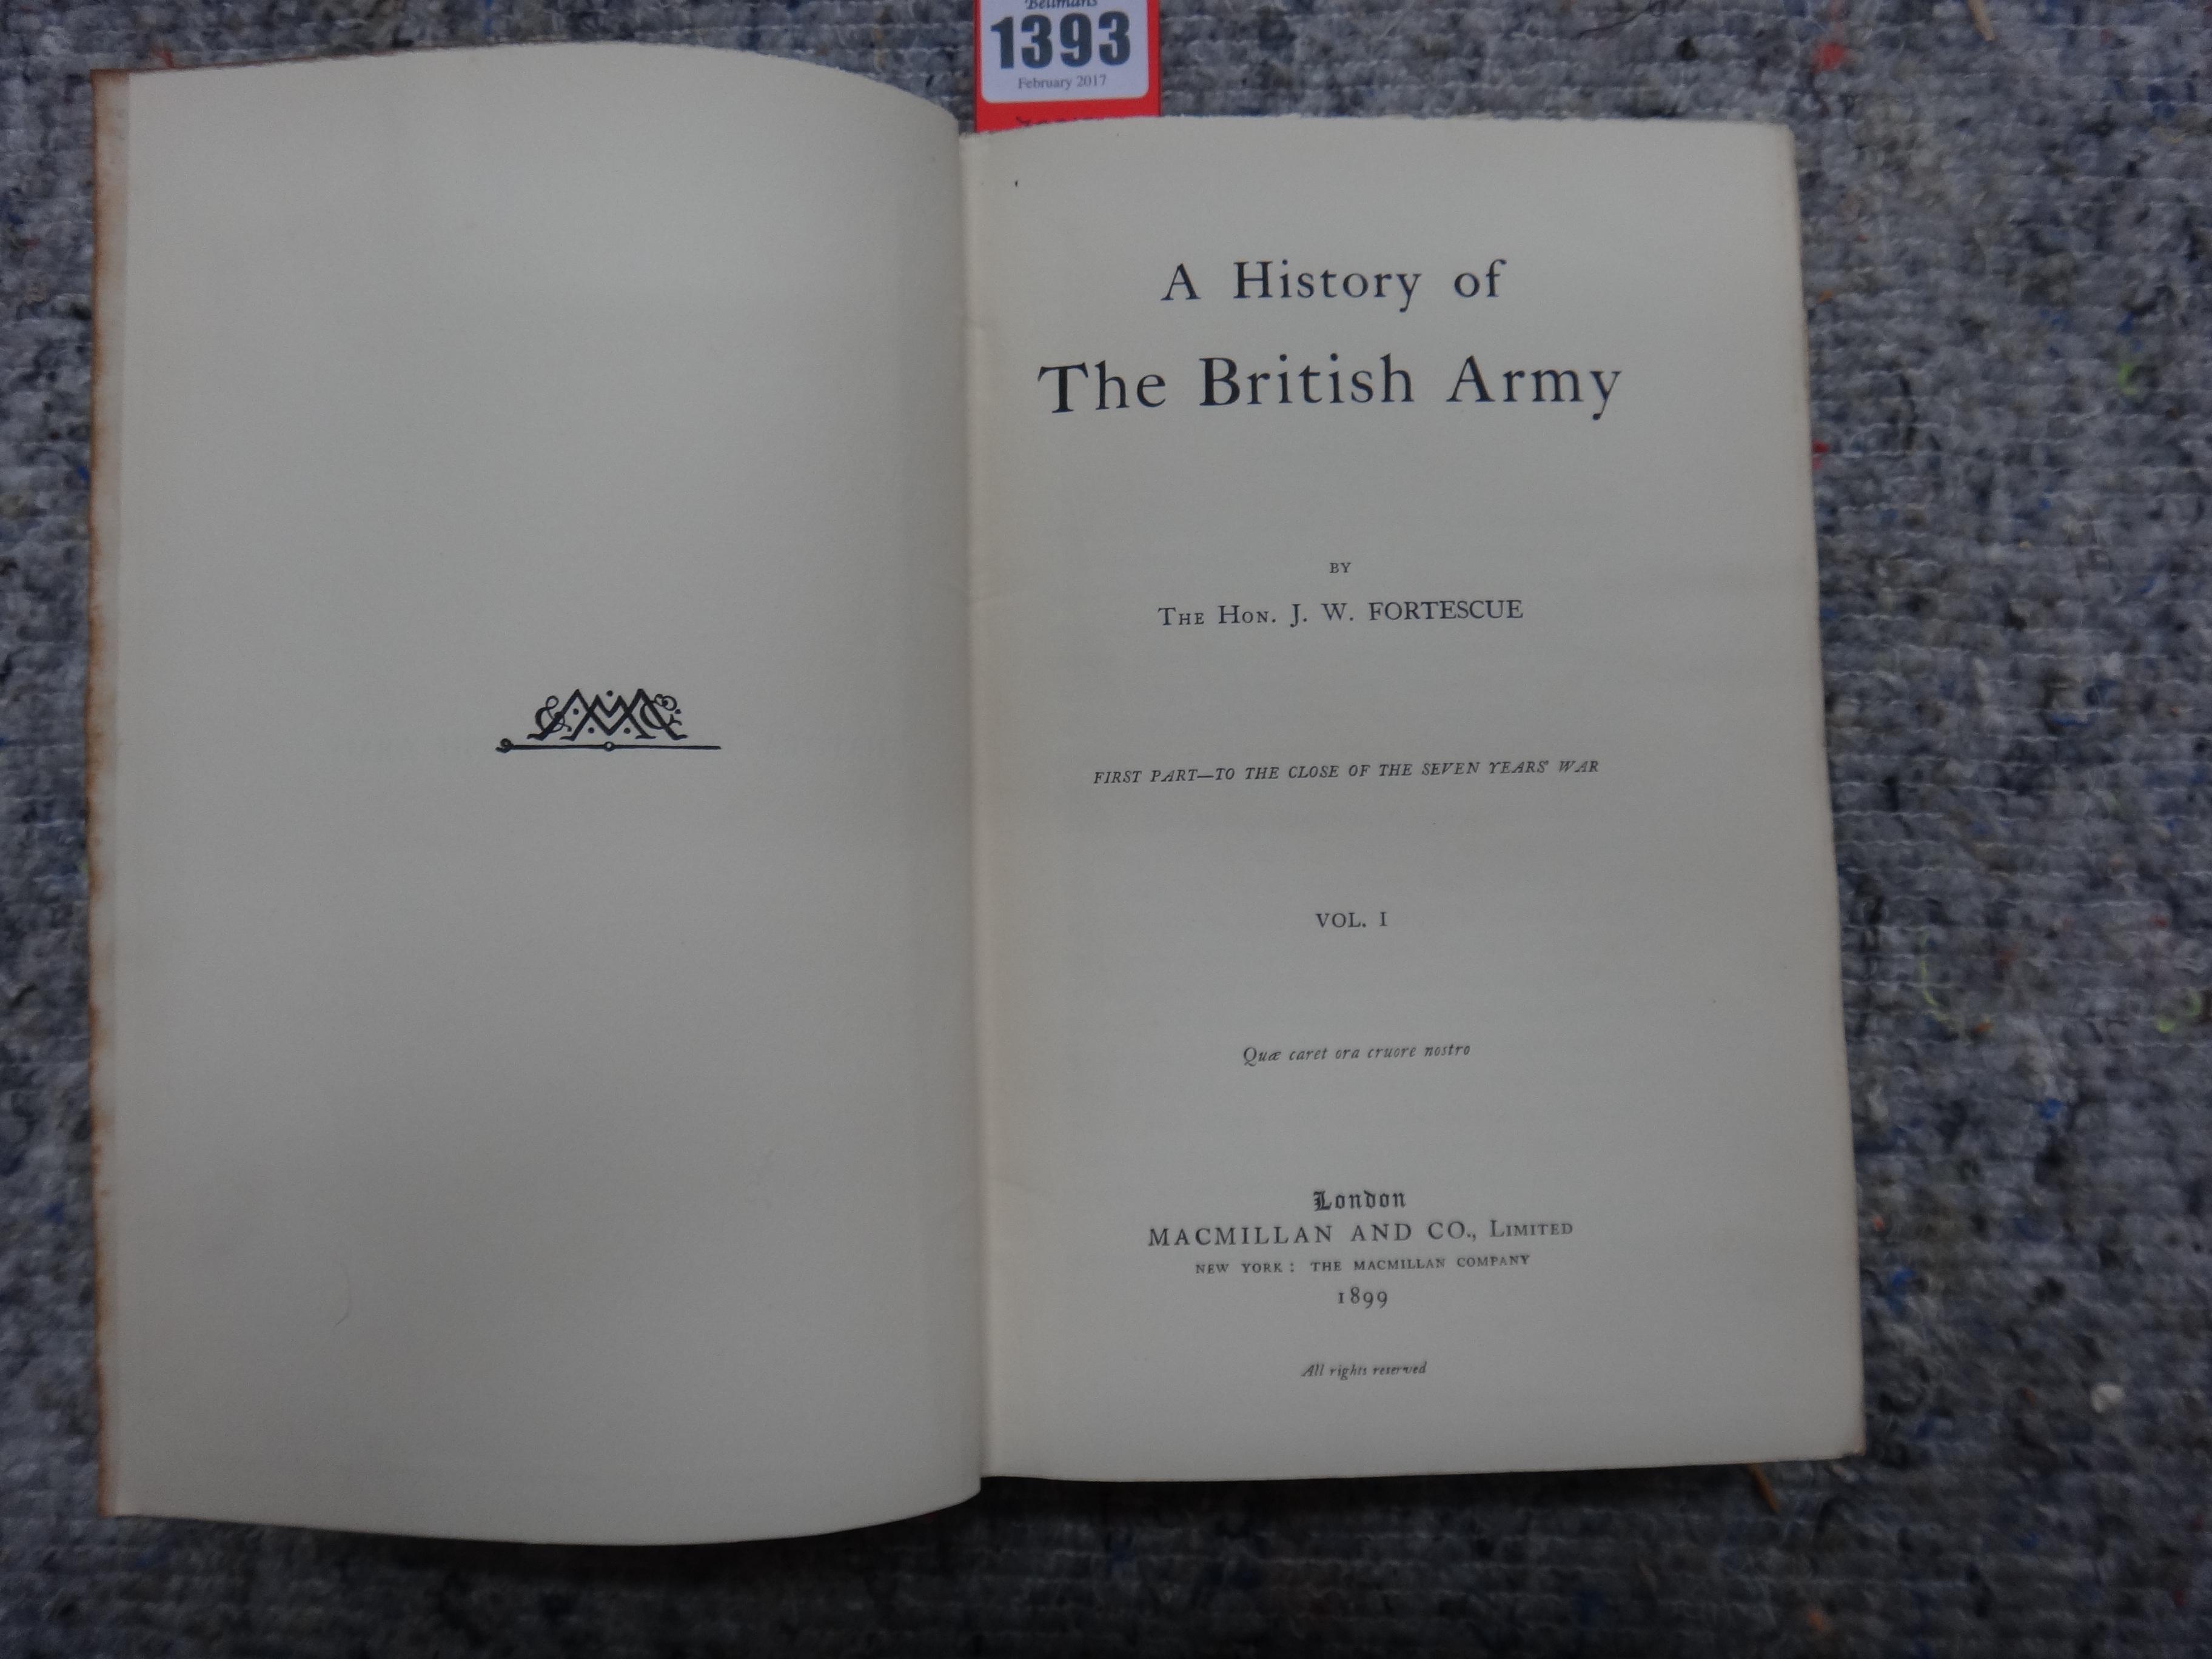 Bellmans
1393
February 2017
A History of
The British Army
BY
THE HON. J. W. FORTESCUE
FIRST PART—TO THE CLOSE OF THE SEVEN YEARS' WAR
VOL. I
Quæ caret ora cruore nostro
London
MACMILLAN AND CO., LIMITED
NEW YORK: THE MACMILLAN COMPANY
1899
All rights reserved